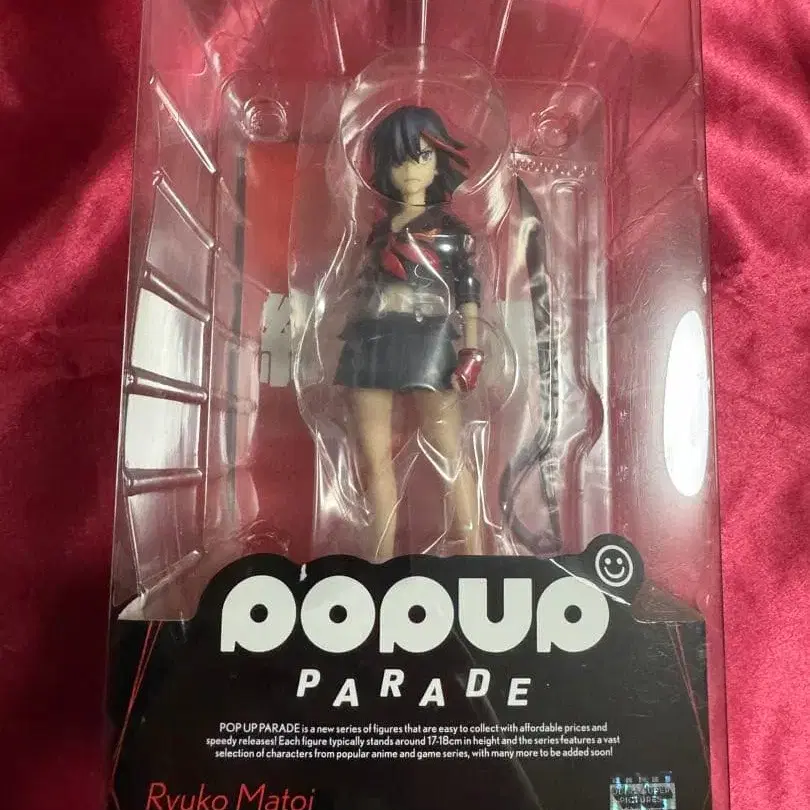 POPUP
PARADE
POP UP PARADE is a new series of figures that are easy to collect with affordable prices and
speedy releases! Each figure typically stands around 17-18cm in height and the series features a vast
selection of characters from popular anime and game series, with many more to be added soon!
Ryuko Matoi